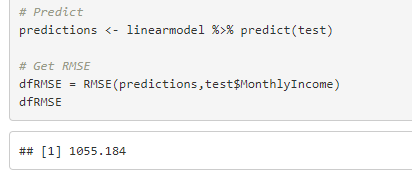 # Predict
predictions <- linearmodel %>% predict(test)
# Get RMSE
dfRMSE = RMSE(predictions,test$MonthlyIncome)
dfRMSE
## [1] 1055.184